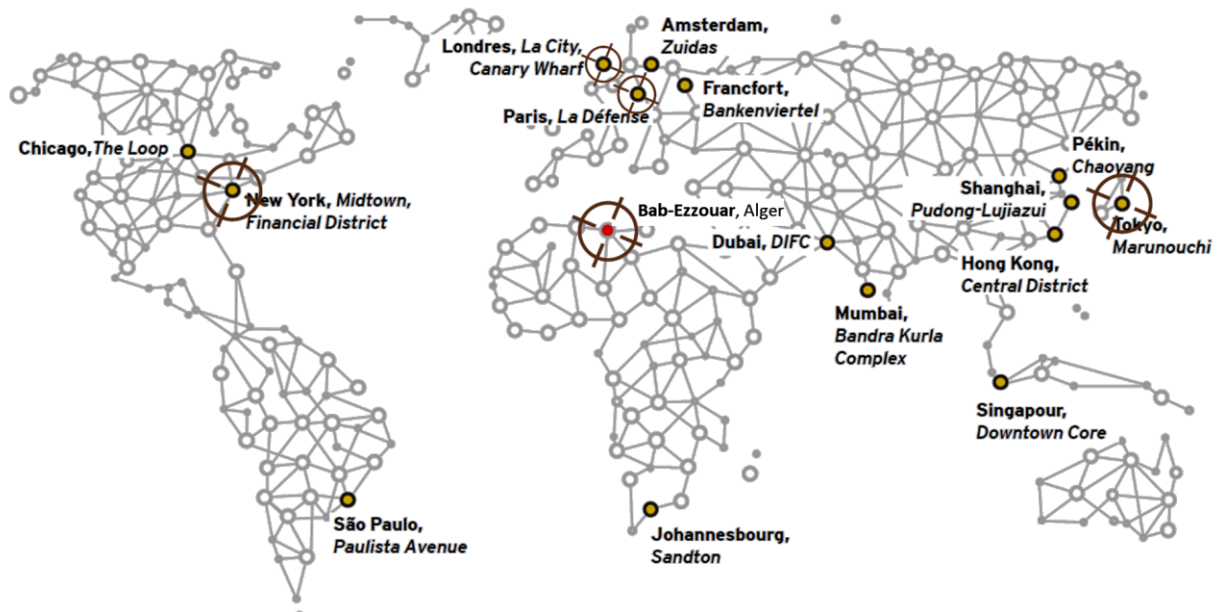 Amsterdam,
Zuidas
Londres, La City,
Canary Wharf
Francfort,
Bankenviertel
Paris, La Défense
Chicago,The Loop
Pékin,
Chaoyang
New York, Midtown,
Financial District
Shanghai,
Pudong-Lujiazui
Bab-Ezzouar, Alger
Tokyo,
Marunouchi
Dubai, DIFC
Hong Kong,
Central District
Mumbai,
Bandra Kurla
Complex
Singapour,
Downtown Core
São Paulo,
Paulista Avenue
Johannesbourg,
Sandton